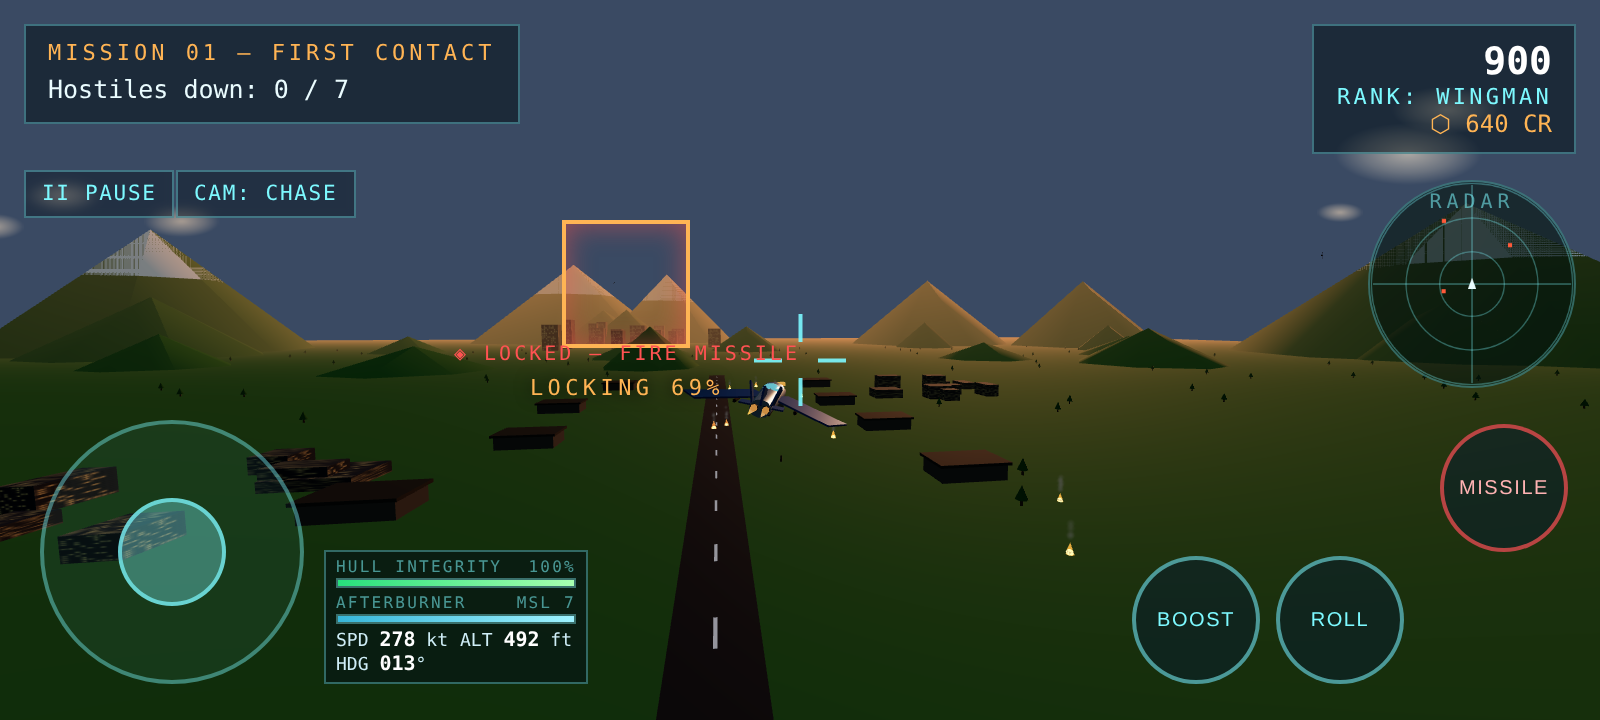 MISSION 01 — FIRST CONTACT
Hostiles down: 0 / 7
900
RANK: WINGMAN
⬡ 640 CR
II PAUSE
CAM: CHASE
RADAR
◈ LOCKED — FIRE MISSILE
LOCKING 69%
MISSILE
HULL INTEGRITY 100%
AFTERBURNER MSL 7
SPD 278 kt ALT 492 ft
HDG 013°
BOOST
ROLL